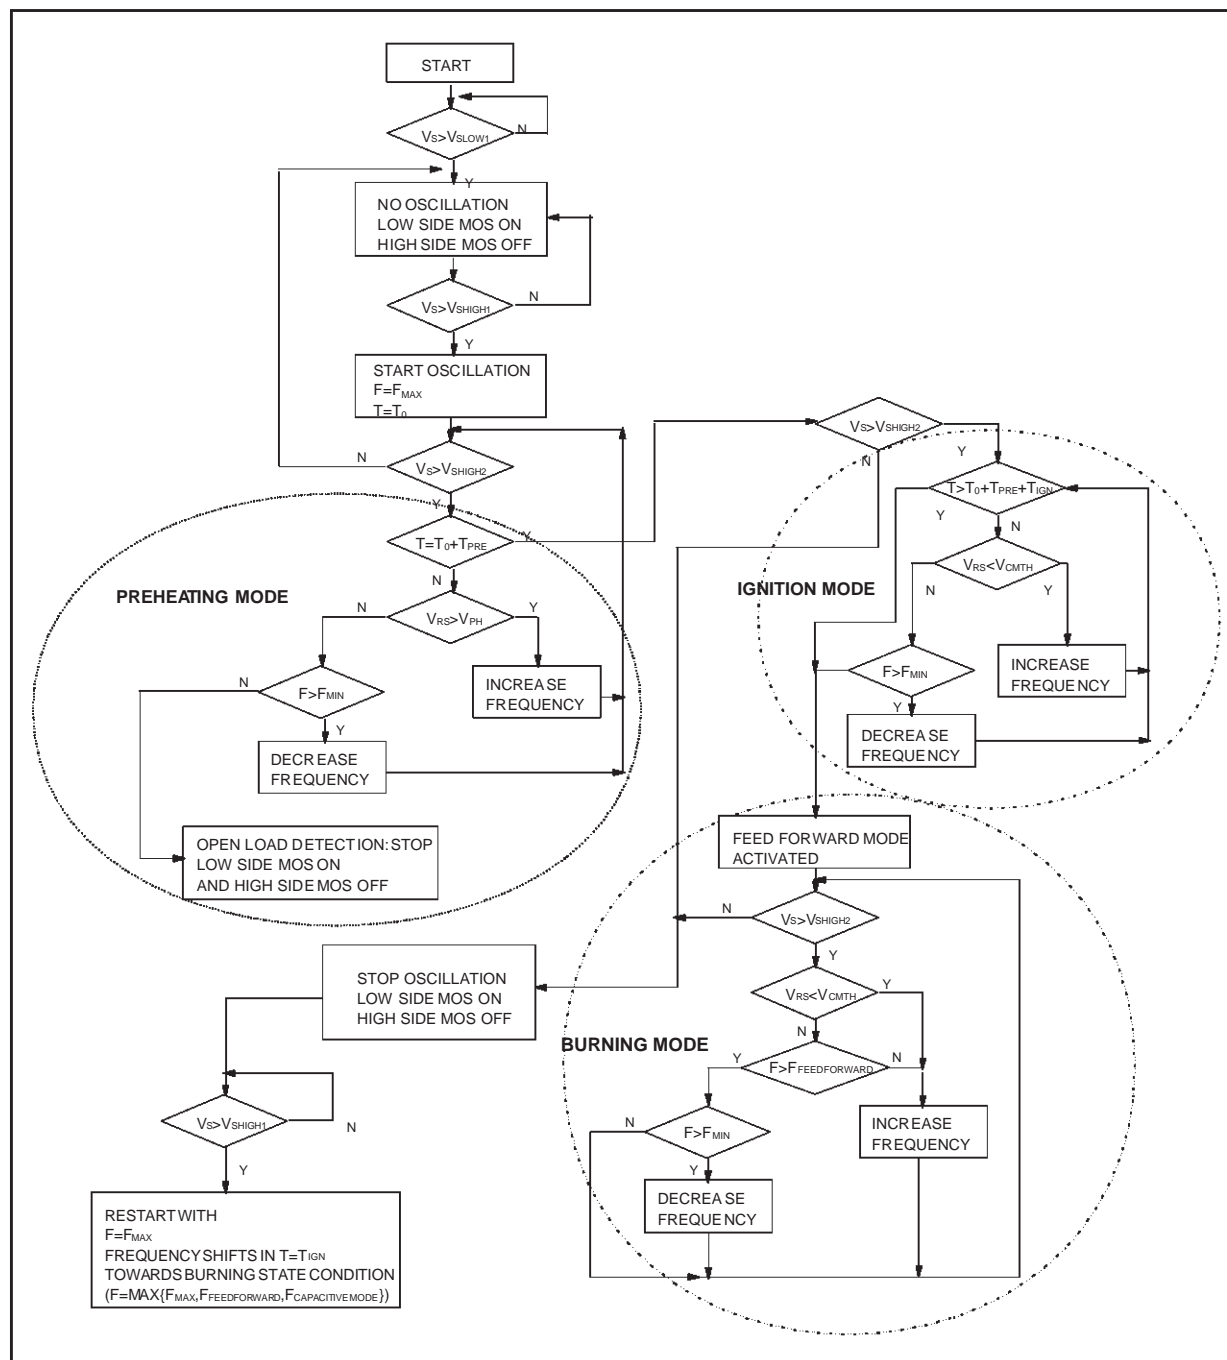 START
VS>VSLOW1
N
Y
NO OSCILLATION
LOW SIDE MOS ON
HIGH SIDE MOS OFF
VS>VSHIGH1
N
Y
START OSCILLATION
F=FMAX
T=T0
N
VS>VSHIGH2
Y
VS>VSHIGH2
N
Y
T=T0+TPRE
Y
N
PREHEATING MODE
VRS>VPH
N
Y
N
F>FMIN
Y
INCREASE
FREQUENCY
DECREASE
FREQUENCY
OPEN LOAD DETECTION: STOP
LOW SIDE MOS ON
AND HIGH SIDE MOS OFF
T>T0+TPRE+TIGN
Y
N
VRS<VCMTH
IGNITION MODE
N
Y
F>FMIN
Y
INCREASE
FREQUENCY
DECREASE
FREQUENCY
FEED FORWARD MODE
ACTIVATED
N
VS>VSHIGH2
Y
VRS<VCMTH
Y
N
BURNING MODE
Y
F>FFEEDFORWARD
N
N
F>FMIN
Y
INCREASE
FREQUENCY
DECREASE
FREQUENCY
STOP OSCILLATION
LOW SIDE MOS ON
HIGH SIDE MOS OFF
VS>VSHIGH1
N
Y
RESTART WITH
F=FMAX
FREQUENCY SHIFTS IN T=TIGN
TOWARDS BURNING STATE CONDITION
(F=MAX{FMAX,FFEEDFORWARD,FCAPACITIVE MODE})